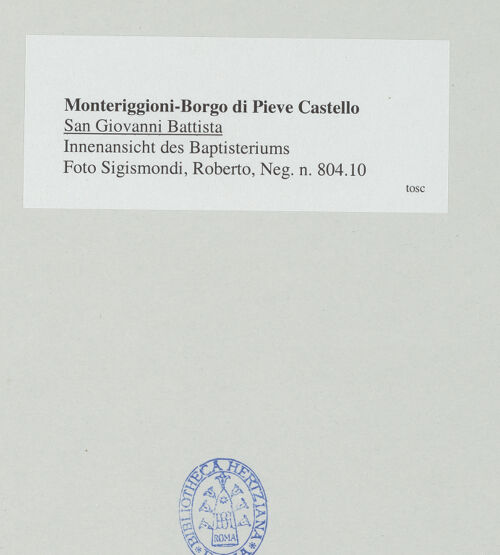 Monteriggioni-Borgo di Pieve Castello
San Giovanni Battista
Innenansicht des Baptisteriums
Foto Sigismondi, Roberto, Neg. n. 804.10
tosc
BIBLIOTHECA HERTZIANA
ROMA